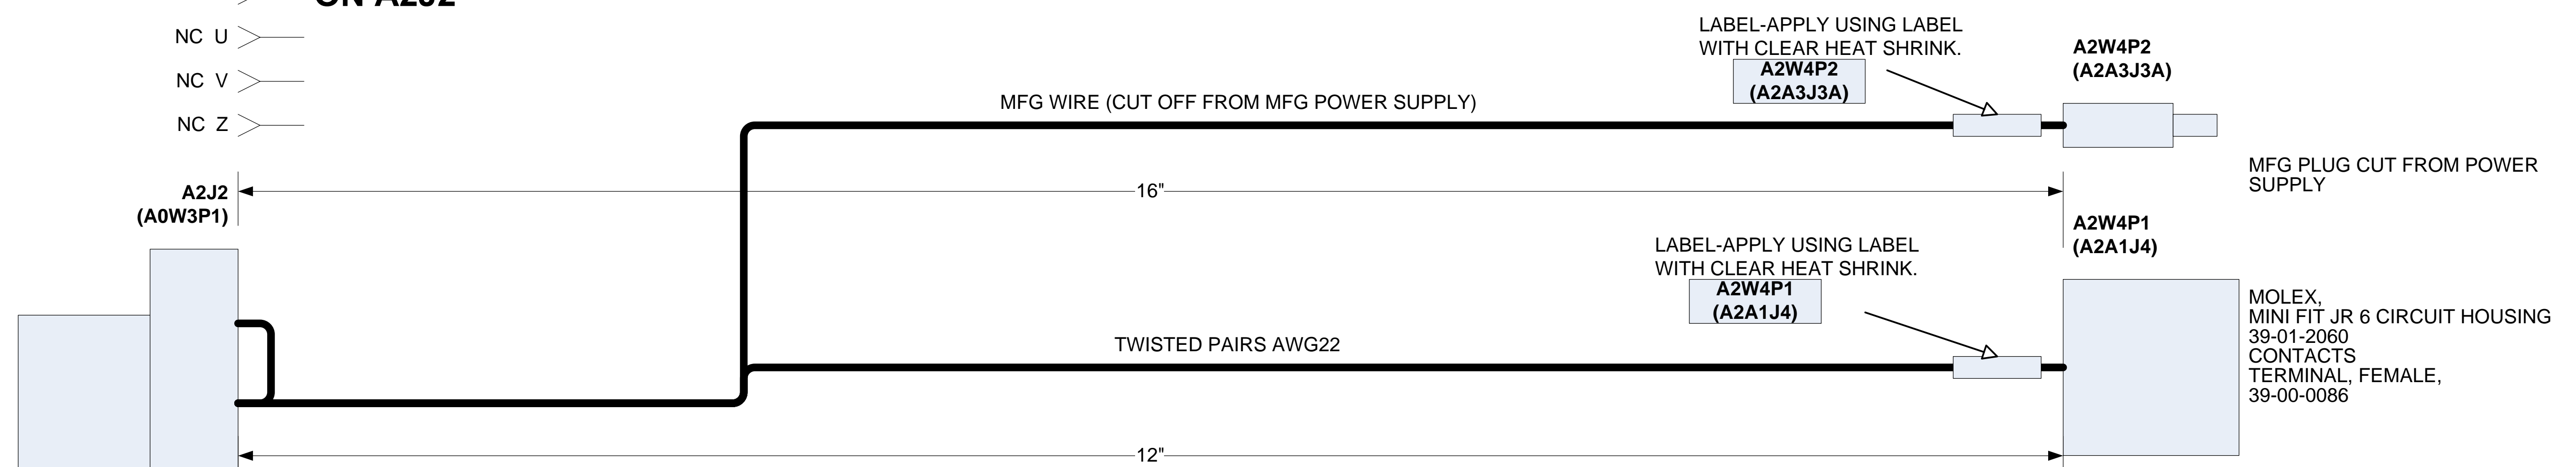 ON A2J2
NC U
NC V
NC Z
LABEL-APPLY USING LABEL
WITH CLEAR HEAT SHRINK.
A2W4P2
(A2A3J3A)
A2W4P2
(A2A3J3A)
MFG WIRE (CUT OFF FROM MFG POWER SUPPLY)
MFG PLUG CUT FROM POWER
SUPPLY
A2J2
(A0W3P1)
16"
A2W4P1
(A2A1J4)
LABEL-APPLY USING LABEL
WITH CLEAR HEAT SHRINK.
A2W4P1
(A2A1J4)
TWISTED PAIRS AWG22
MOLEX,
MINI FIT JR 6 CIRCUIT HOUSING
39-01-2060
CONTACTS
TERMINAL, FEMALE,
39-00-0086
12"